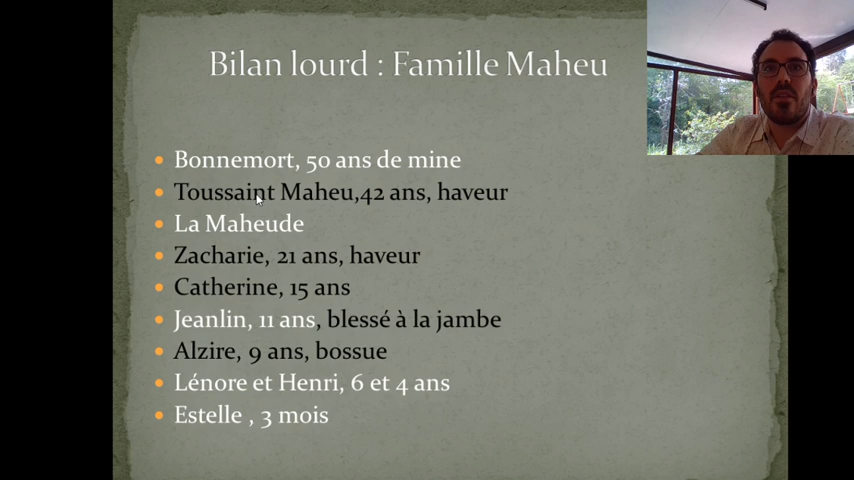 Bilan lourd : Famille Maheu
Bonnemort, 50 ans de mine
Toussaint Maheu,42 ans, haveur
La Maheude
Zacharie, 21 ans, haveur
Catherine, 15 ans
Jeanlin, 11 ans, blessé à la jambe
Alzire, 9 ans, bossue
Lénore et Henri, 6 et 4 ans
Estelle , 3 mois